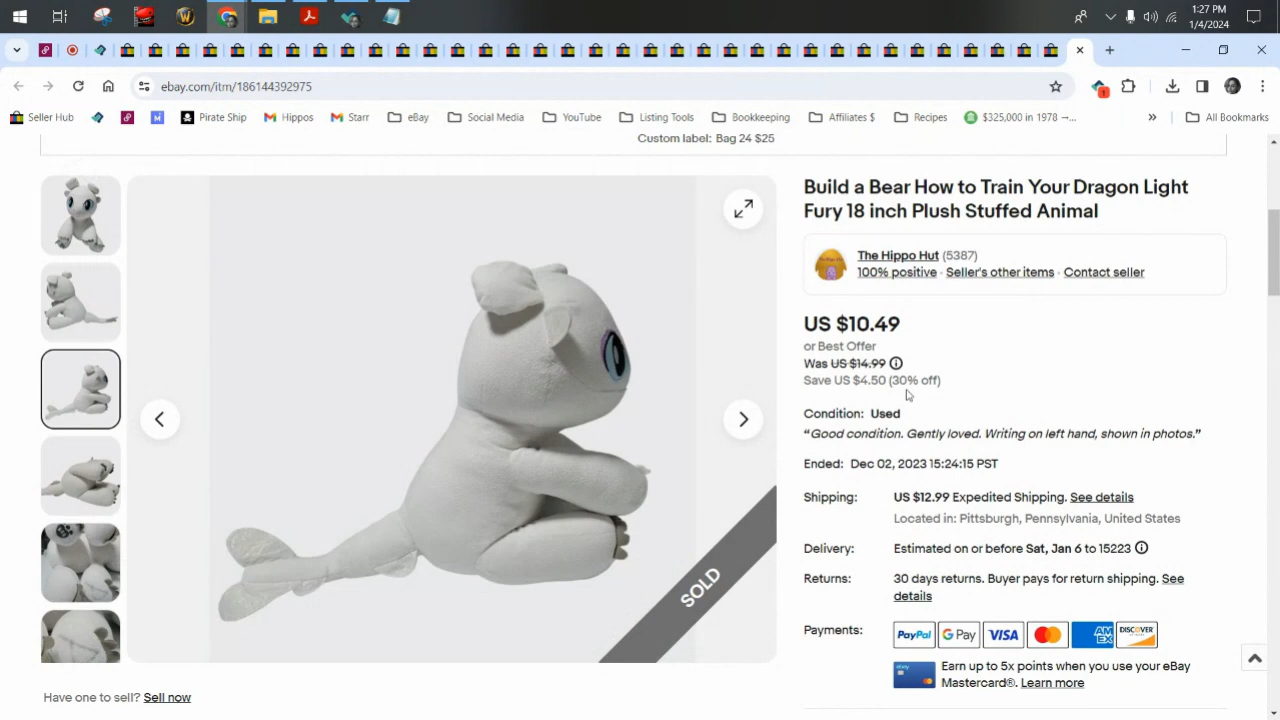 1:27 PM
1/4/2024
ebay.com/itm/186144392975
1
Seller Hub
Pirate Ship
Hippos
Starr
eBay
Social Media
YouTube
Listing Tools
Bookkeeping
Affiliates $
Recipes
$325,000 in 1978 →...
»
All Bookmarks
Custom label: Bag 24 $25
Build a Bear How to Train Your Dragon Light
Fury 18 inch Plush Stuffed Animal
The Hippo Hut (5387)
100% positive · Seller's other items · Contact seller
US $10.49
or Best Offer
Was US $14.99
Save US $4.50 (30% off)
Condition: Used
“Good condition. Gently loved. Writing on left hand, shown in photos.”
Ended: Dec 02, 2023 15:24:15 PST
Shipping: US $12.99 Expedited Shipping. See details
Located in: Pittsburgh, Pennsylvania, United States
Delivery: Estimated on or before Sat, Jan 6 to 15223
Returns: 30 days returns. Buyer pays for return shipping. See
details
Payments: PayPal G Pay VISA MasterCard AM EX DISCOVER
Earn up to 5x points when you use your eBay
Mastercard®. Learn more
SOLD
Have one to sell? Sell now